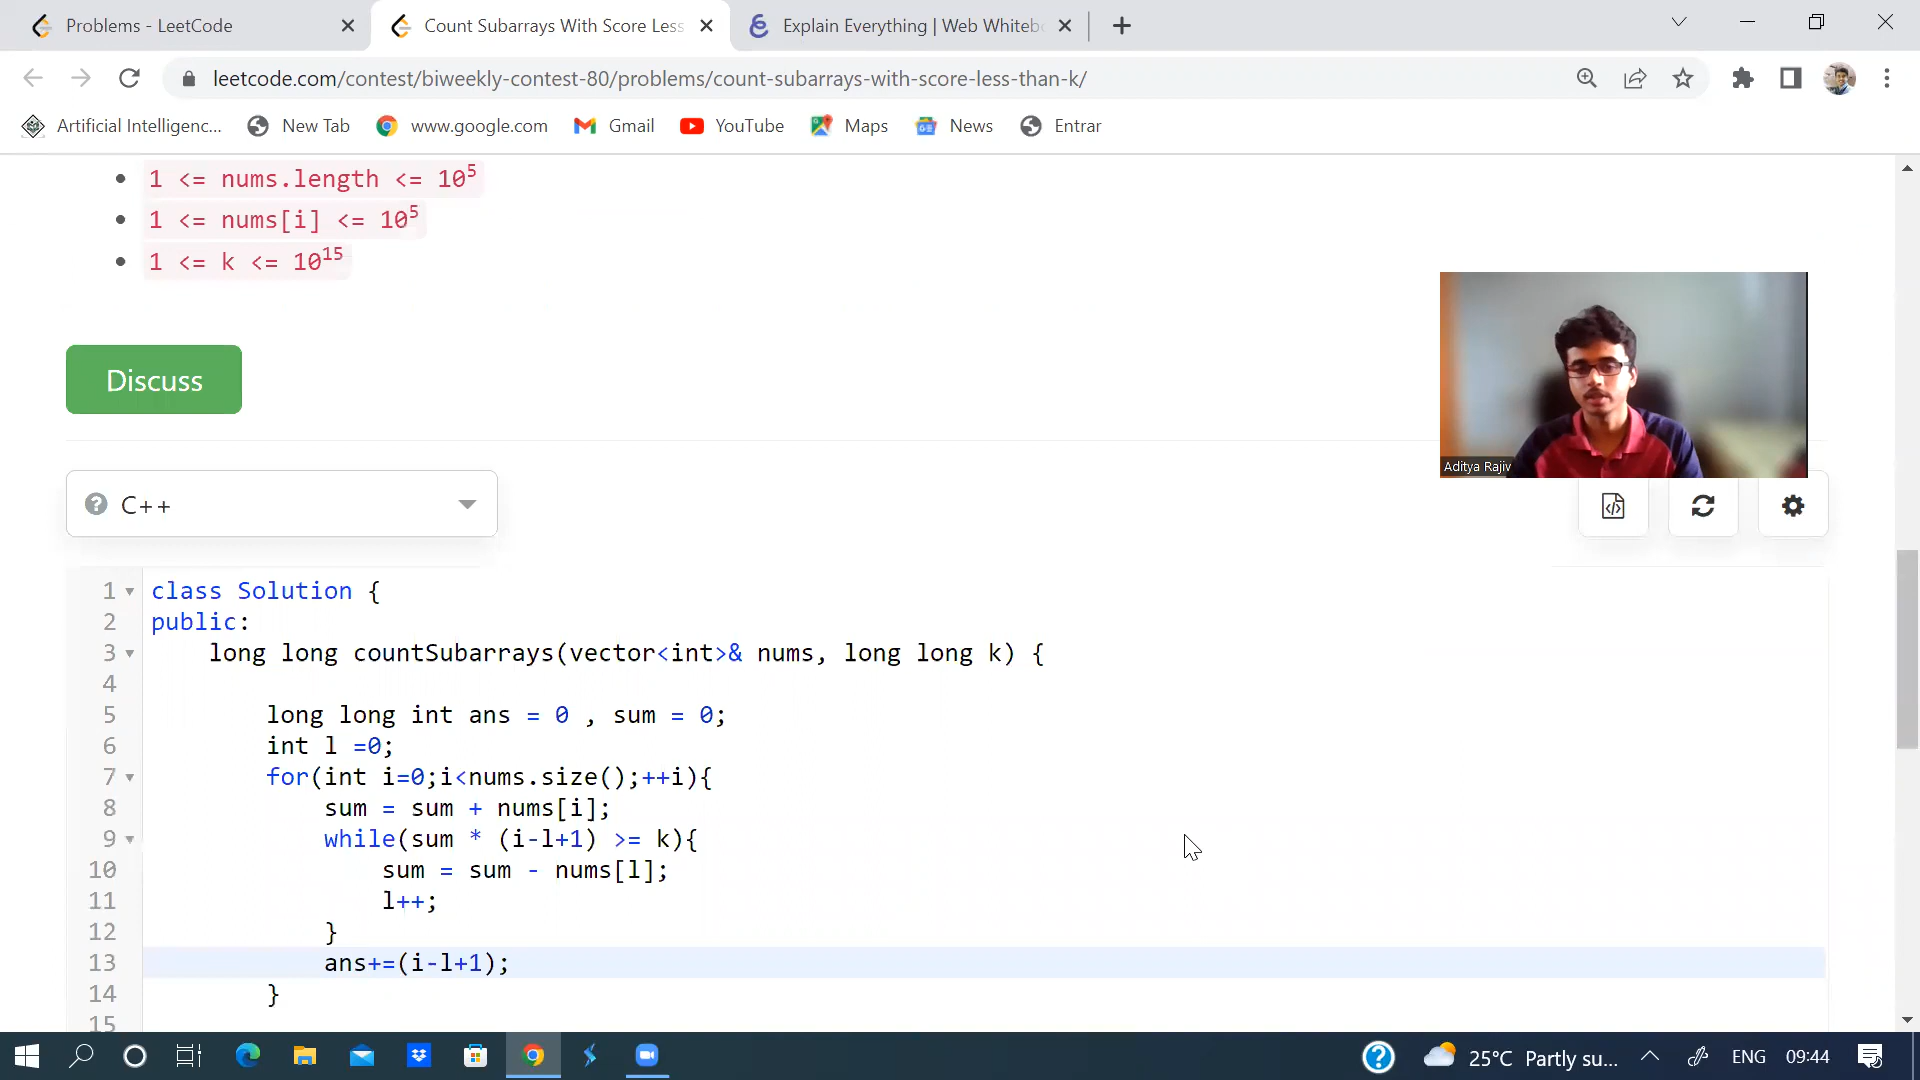 Problems - LeetCode
Count Subarrays With Score Less
Explain Everything | Web Whitebo
leetcode.com/contest/biweekly-contest-80/problems/count-subarrays-with-score-less-than-k/
Artificial Intelligenc...
New Tab
www.google.com
Gmail
YouTube
Maps
News
Entrar
1 <= nums.length <= 10^5
1 <= nums[i] <= 10^5
1 <= k <= 10^15
Aditya Rajiv
Discuss
C++
1 class Solution {
2 public:
3     long long countSubarrays(vector<int>& nums, long long k) {
4
5         long long int ans = 0 , sum = 0;
6         int l =0;
7         for(int i=0;i<nums.size();++i){
8             sum = sum + nums[i];
9             while(sum * (i-l+1) >= k){
10                 sum = sum - nums[l];
11                 l++;
12             }
13             ans+=(i-l+1);
14         }
15
25°C Partly su...
ENG
09:44